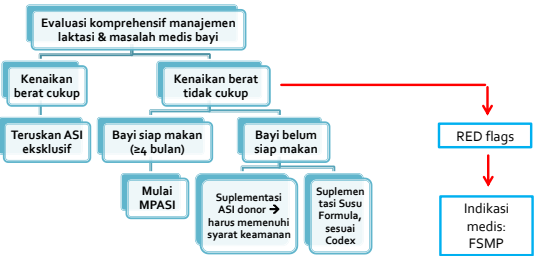 Evaluasi komprehensif manajemen
laktasi & masalah medis bayi
Kenaikan
berat cukup
Kenaikan berat
tidak cukup
Teruskan ASI
eksklusif
Bayi siap makan
(≥4 bulan)
Bayi belum
siap makan
RED flags
Mulai
MPASI
Suplementasi
ASI donor →
harus memenuhi
syarat keamanan
Suplemen
tasi Susu
Formula,
sesuai
Codex
Indikasi
medis:
FSMP